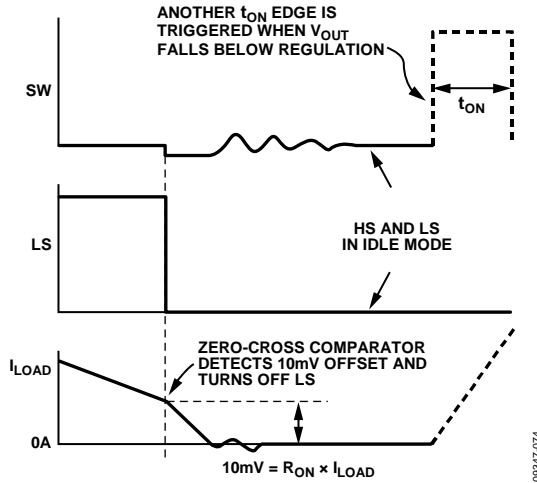 ANOTHER tON EDGE IS
TRIGGERED WHEN VOUT
FALLS BELOW REGULATION
SW
tON
LS
HS AND LS
IN IDLE MODE
ZERO-CROSS COMPARATOR
DETECTS 10mV OFFSET AND
TURNS OFF LS
ILOAD
0A
10mV = RON × ILOAD
09347-074